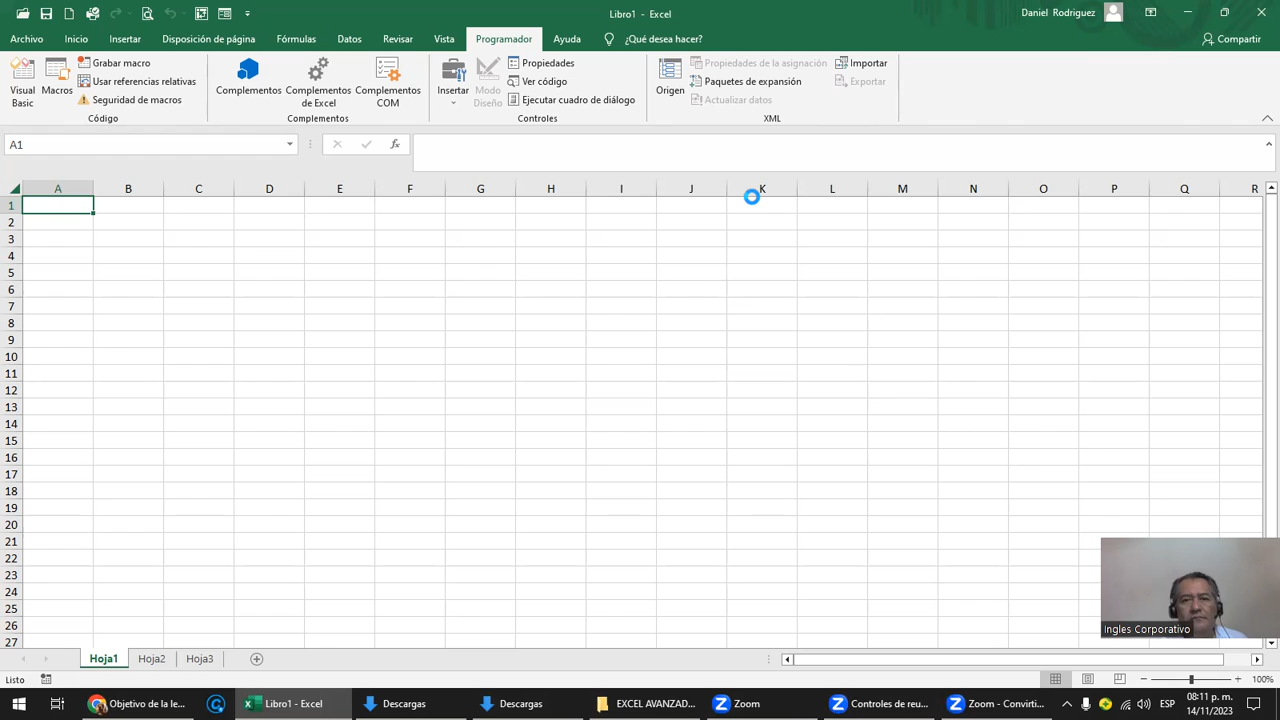 Libro1 - Excel
Daniel Rodriguez
Archivo Inicio Insertar Disposición de página Fórmulas Datos Revisar Vista Programador Ayuda ¿Qué desea hacer? Compartir
Visual Basic
Macros
Grabar macro
Usar referencias relativas
Seguridad de macros
Código
Complementos
Complementos de Excel
Complementos COM
Complementos
Insertar
Modo Diseño
Propiedades
Ver código
Ejecutar cuadro de diálogo
Controles
Origen
Propiedades de la asignación
Paquetes de expansión
Actualizar datos
Importar
Exportar
XML
A1
fx
A B C D E F G H I J K L M N O P Q R
1
2
3
4
5
6
7
8
9
10
11
12
13
14
15
16
17
18
19
20
21
22
23
24
25
26
27
Ingles Corporativo
Hoja1 Hoja2 Hoja3
Listo
100%
Objetivo de la le...
Libro1 - Excel
Descargas
Descargas
EXCEL AVANZAD...
Zoom
Controles de reu...
Zoom - Convirti...
ESP
08:11 p. m.
14/11/2023